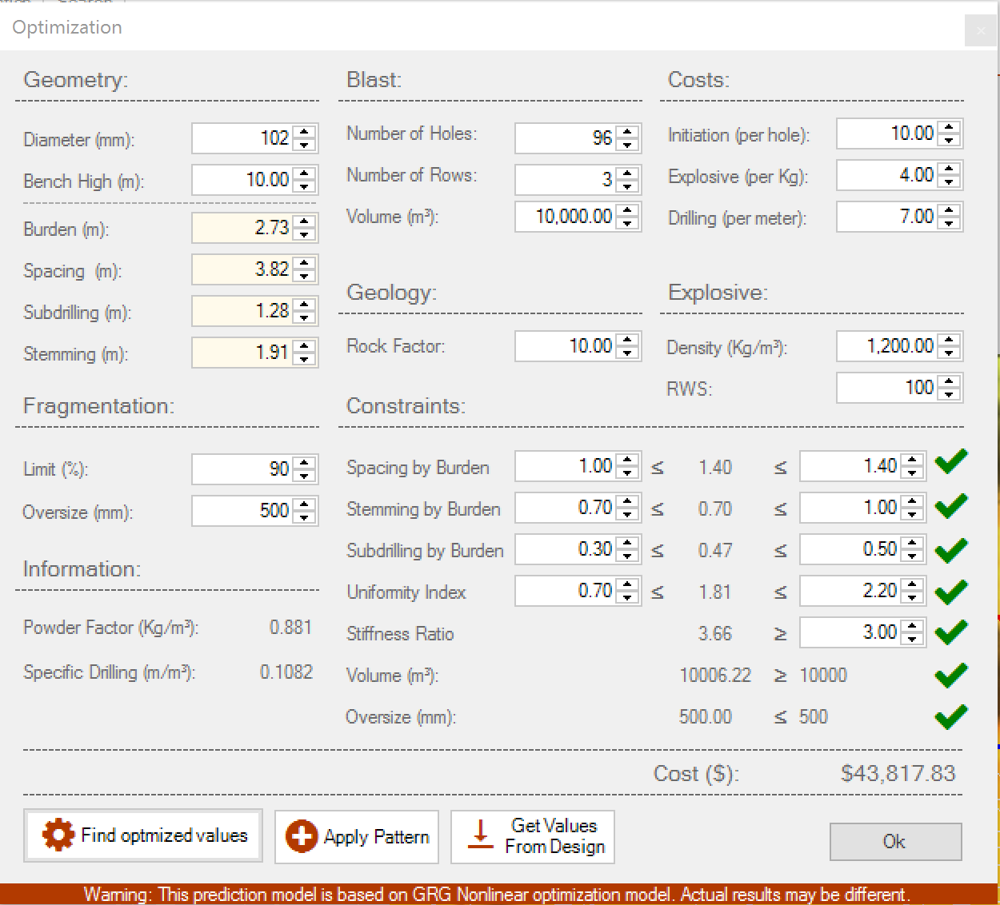 Optimization
Geometry:
Diameter (mm): 102
Bench High (m): 10.00
Burden (m): 2.73
Spacing (m): 3.82
Subdrilling (m): 1.28
Stemming (m): 1.91
Blast:
Number of Holes: 96
Number of Rows: 3
Volume (m³): 10,000.00
Costs:
Initiation (per hole): 10.00
Explosive (per Kg): 4.00
Drilling (per meter): 7.00
Geology:
Rock Factor: 10.00
Explosive:
Density (Kg/m³): 1,200.00
RWS: 100
Fragmentation:
Limit (%): 90
Oversize (mm): 500
Information:
Powder Factor (Kg/m³): 0.881
Specific Drilling (m/m³): 0.1082
Constraints:
Spacing by Burden 1.00 ≤ 1.40 ≤ 1.40
Stemming by Burden 0.70 ≤ 0.70 ≤ 1.00
Subdrilling by Burden 0.30 ≤ 0.47 ≤ 0.50
Uniformity Index 0.70 ≤ 1.81 ≤ 2.20
Stiffness Ratio 3.66 ≥ 3.00
Volume (m³): 10006.22 ≥ 10000
Oversize (mm): 500.00 ≤ 500
Cost ($): $43,817.83
Find optmized values
Apply Pattern
Get Values
From Design
Ok
Warning: This prediction model is based on GRG Nonlinear optimization model. Actual results may be different.